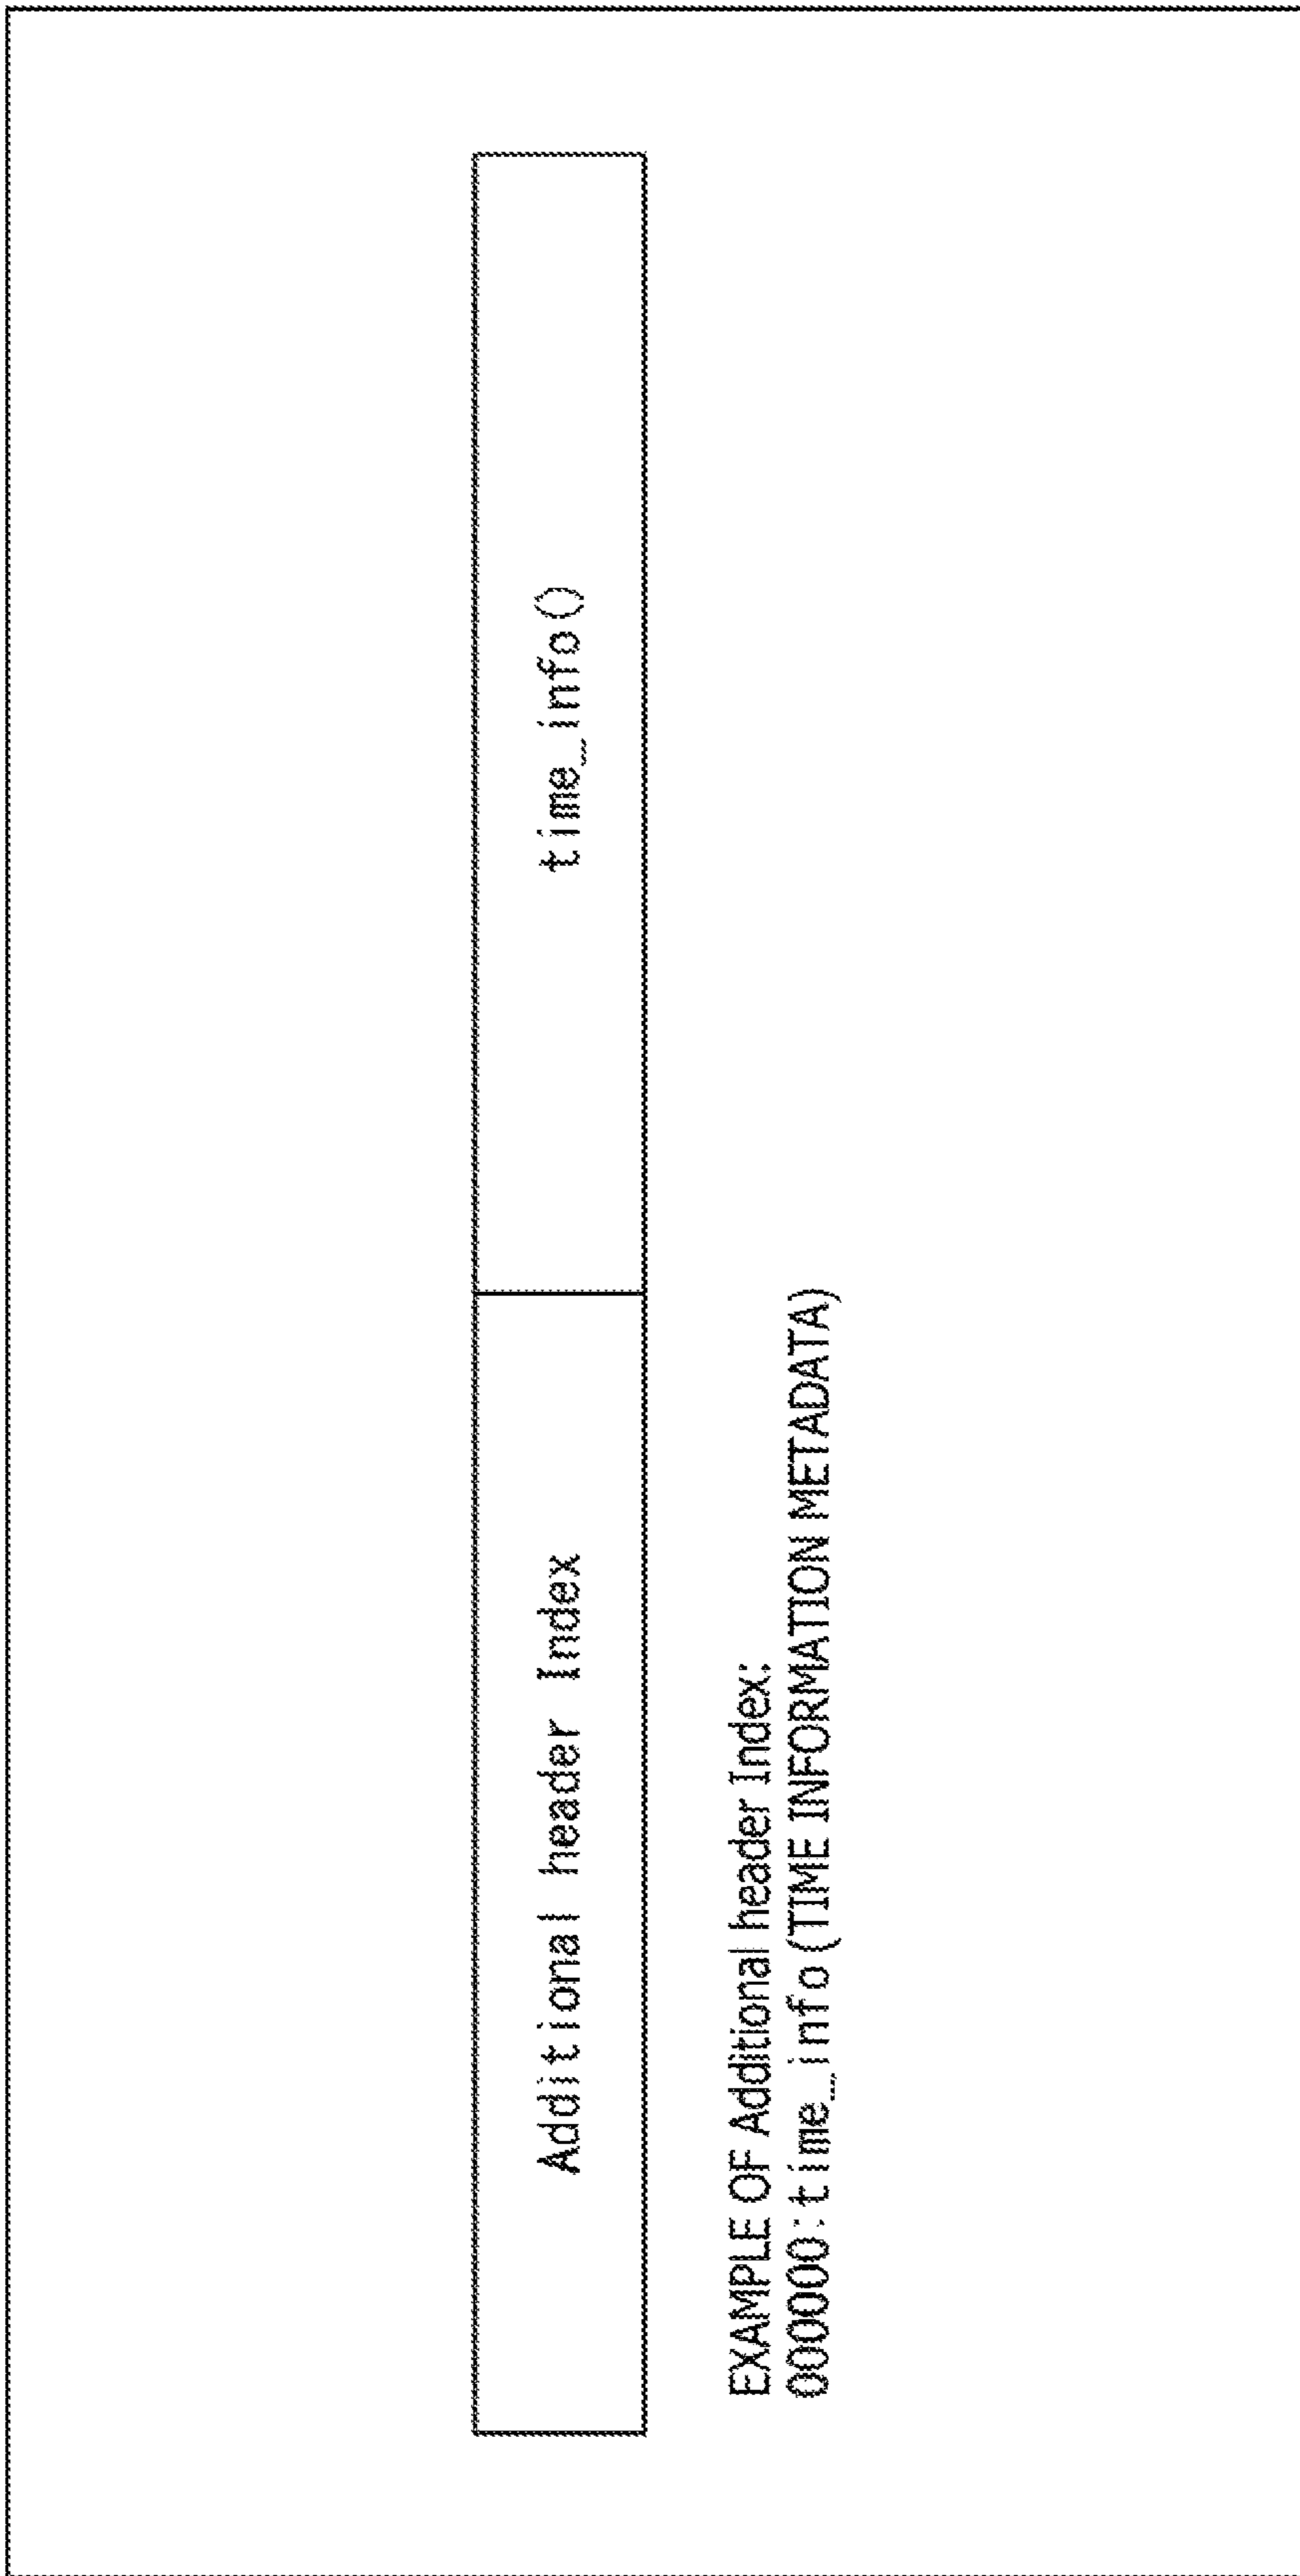 Additional header Index
time_info()
EXAMPLE OF Additional header Index:
000000:time_info(TIME INFORMATION METADATA)